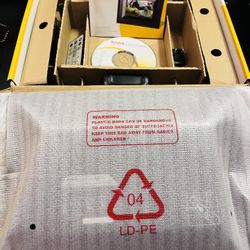 WARNING
PLASTIC BAGS CAN BE DANGEROUS
TO AVOID DANGER OF SUFFOCATION
KEEP THIS BAG AWAY FROM BABIES
AND CHILDREN
04
LD-PE